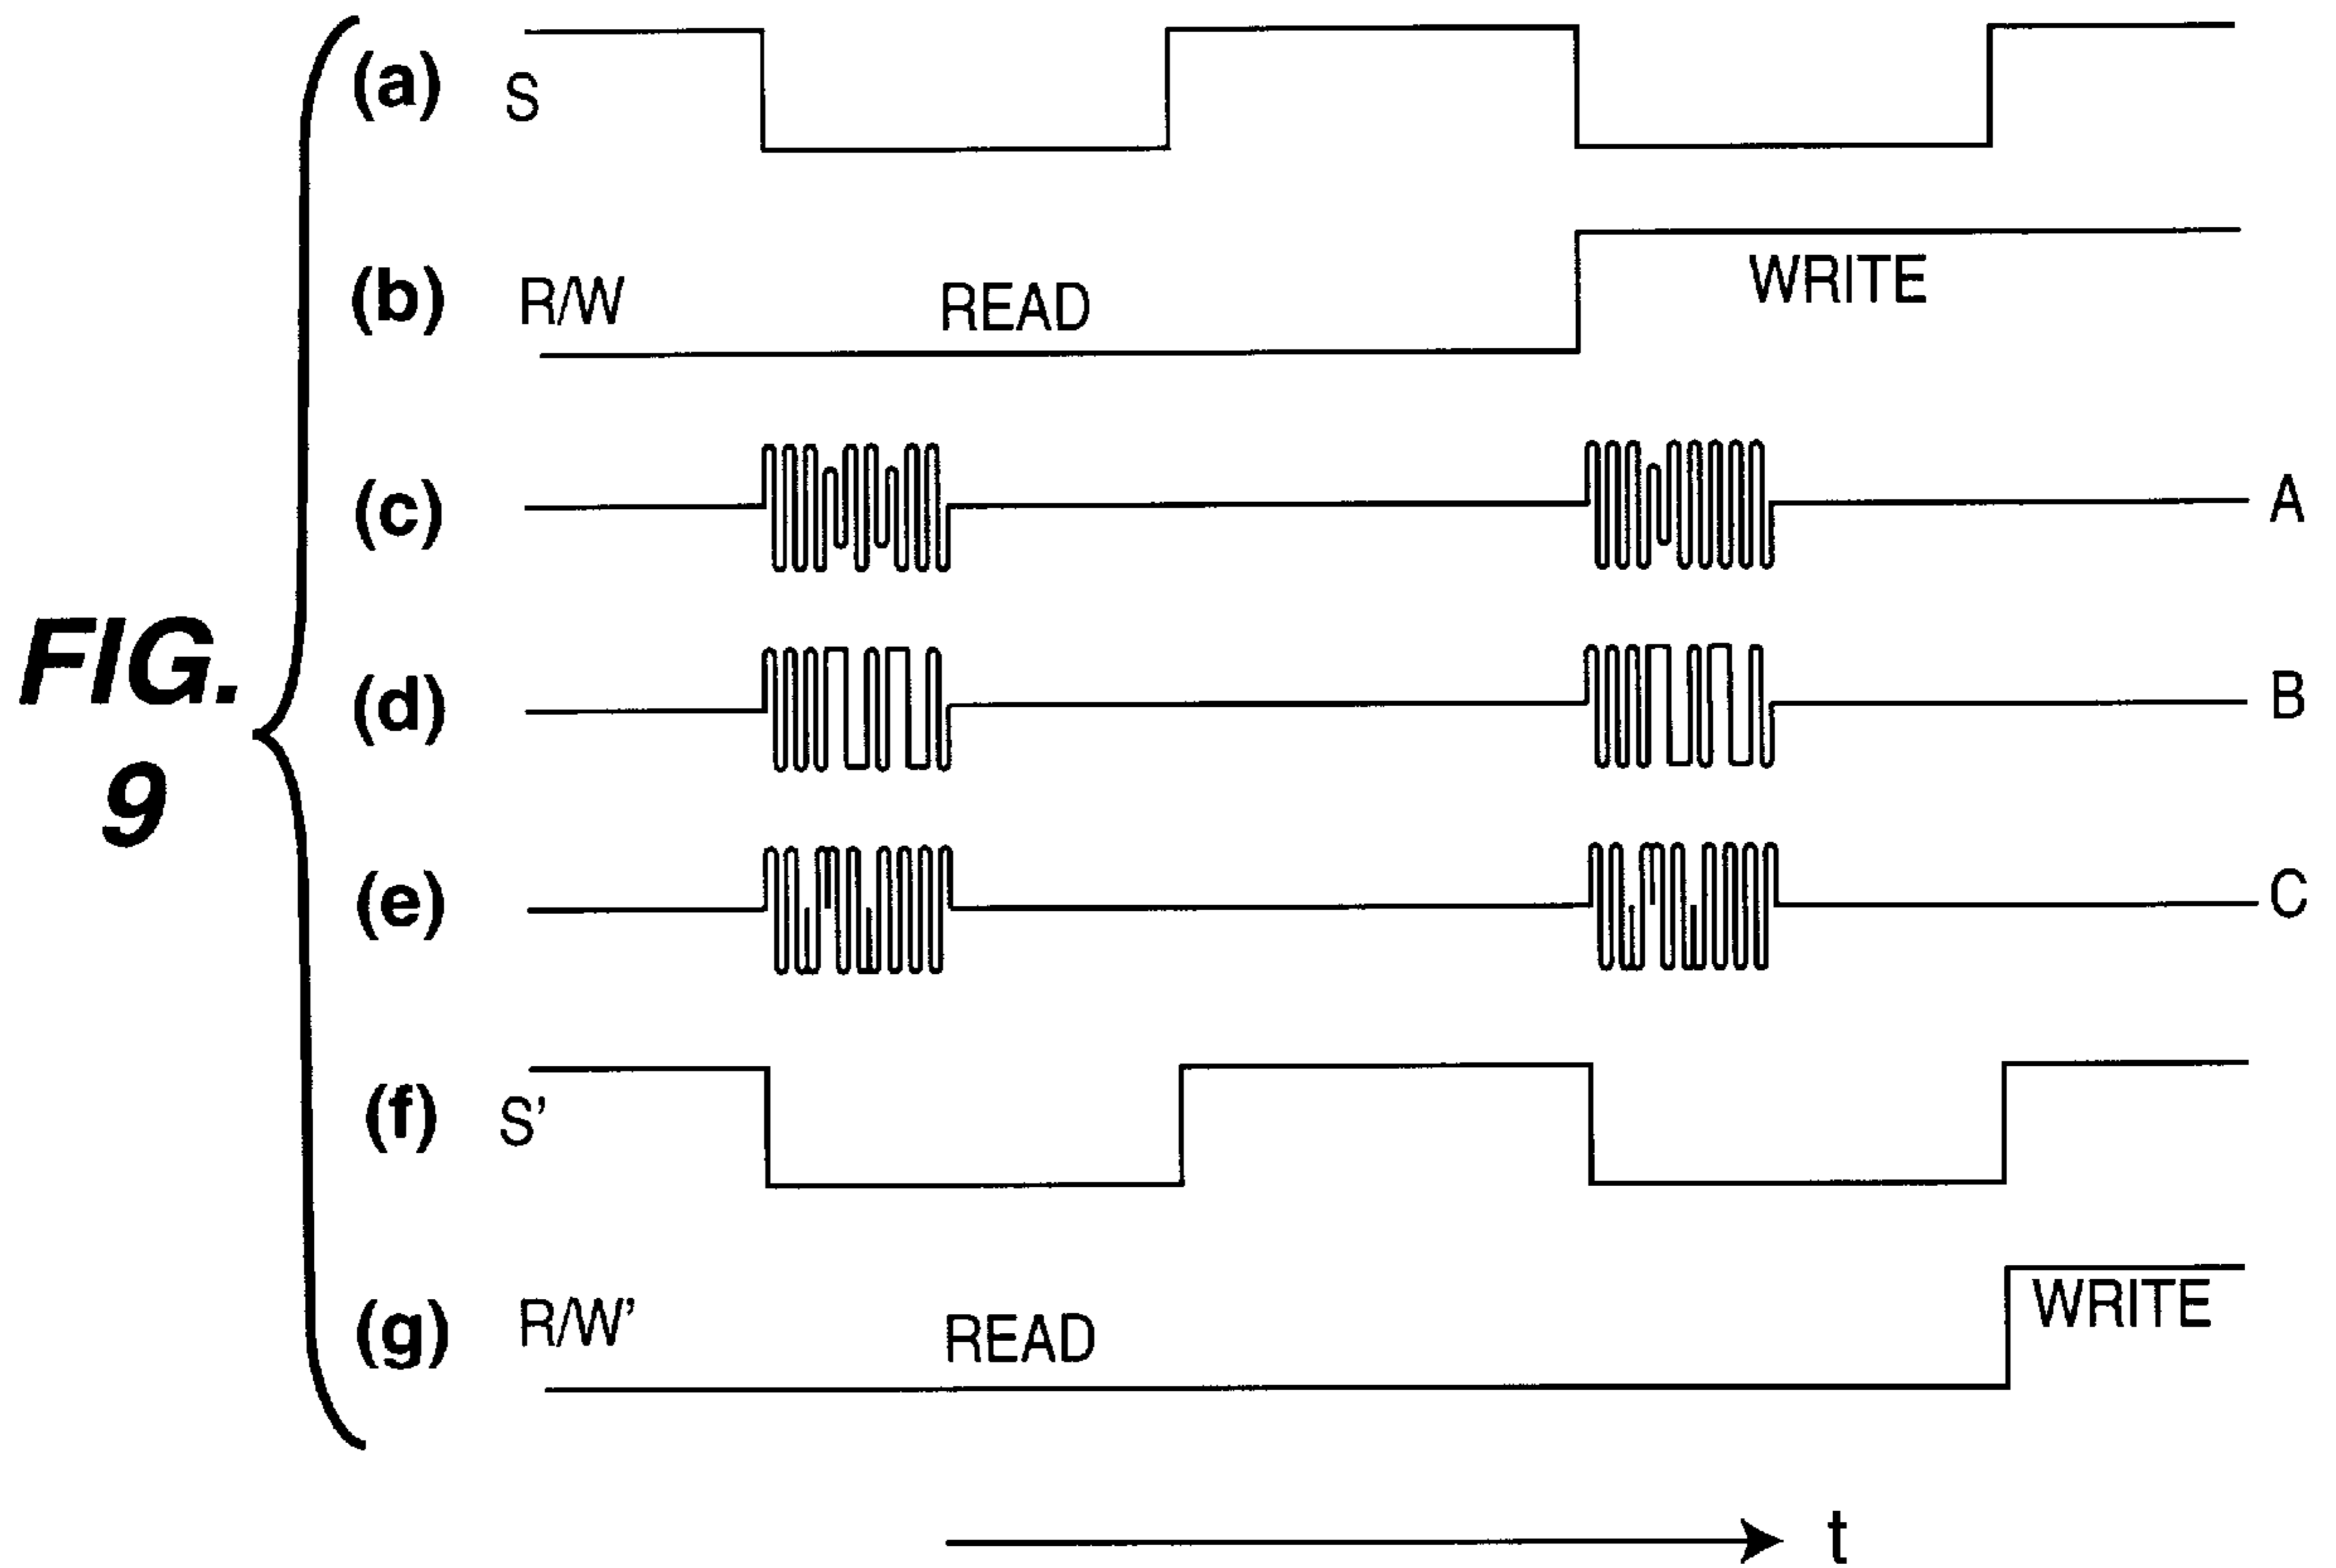 FIG. 9
(a) S
(b) R/W READ WRITE
(c) A
(d) B
(e) C
(f) S'
(g) R/W' READ WRITE
t